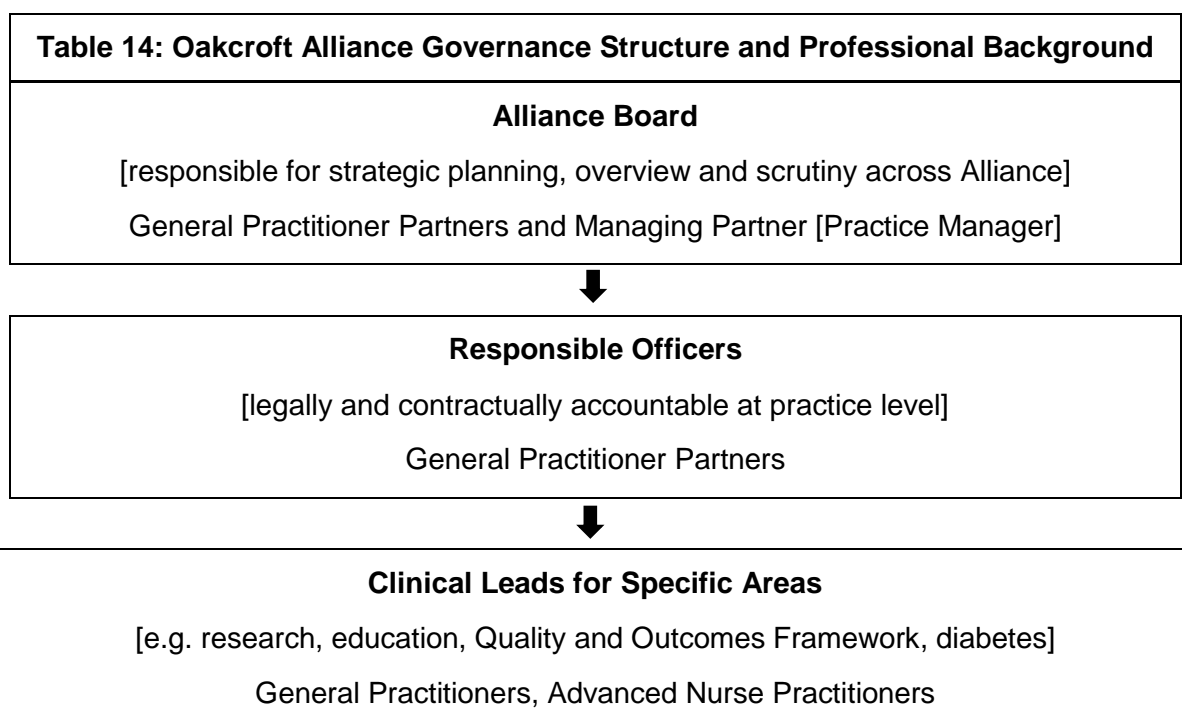 Table 14: Oakcroft Alliance Governance Structure and Professional Background
Alliance Board
[responsible for strategic planning, overview and scrutiny across Alliance]
General Practitioner Partners and Managing Partner [Practice Manager]
Responsible Officers
[legally and contractually accountable at practice level]
General Practitioner Partners
Clinical Leads for Specific Areas
[e.g. research, education, Quality and Outcomes Framework, diabetes]
General Practitioners, Advanced Nurse Practitioners